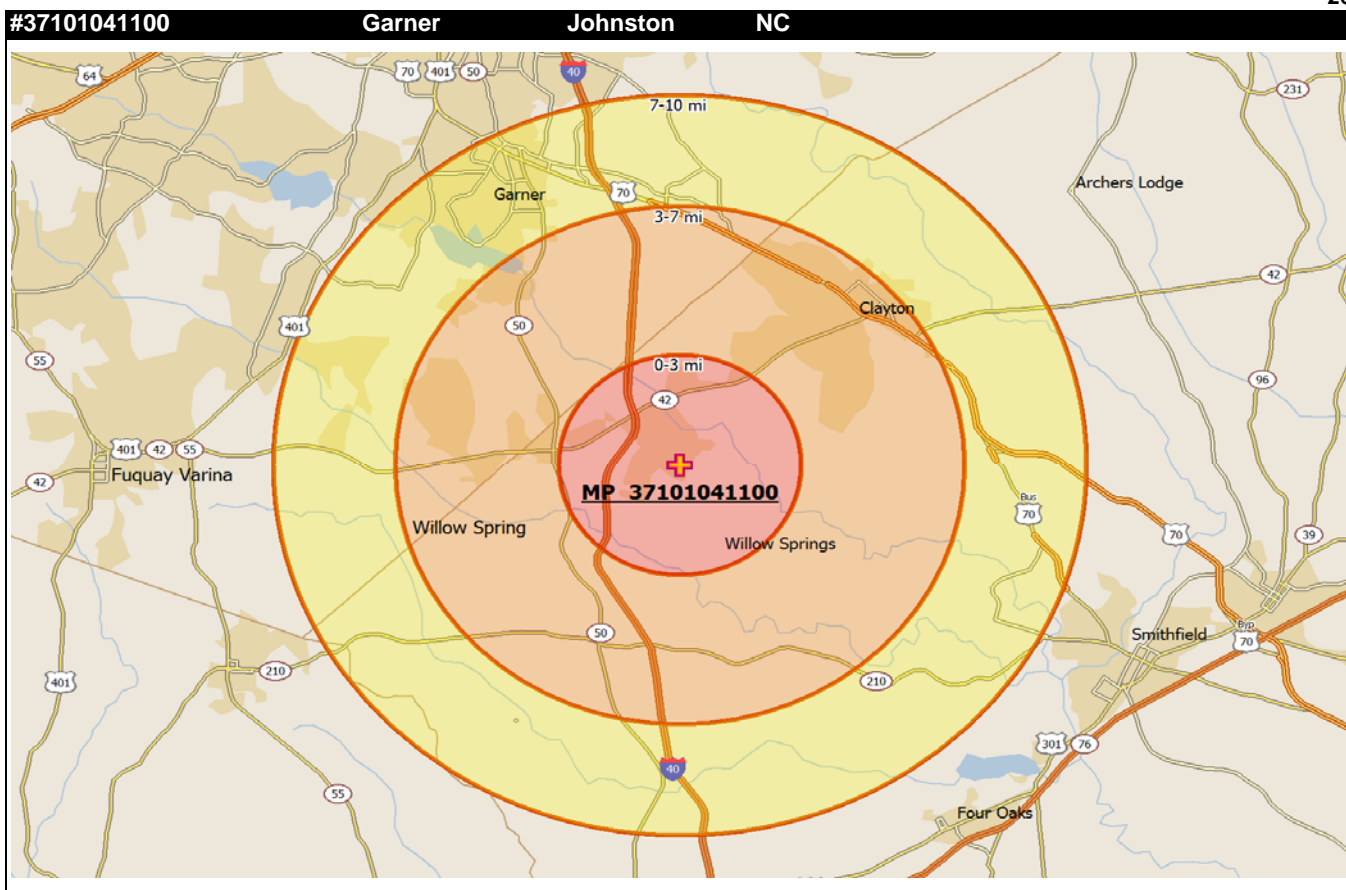 #37101041100 Garner Johnston NC
7-10 mi
64
70 401 50
40
231
Garner
70
Archers Lodge
3-7 mi
42
401
50
Clayton
55
0-3 mi
96
42
401 42 55
Fuquay Varina
42
MP 37101041100
Bus
70
Willow Spring
Willow Springs
70
39
50
Smithfield
Byp
70
210
210
401
301 76
40
55
Four Oaks